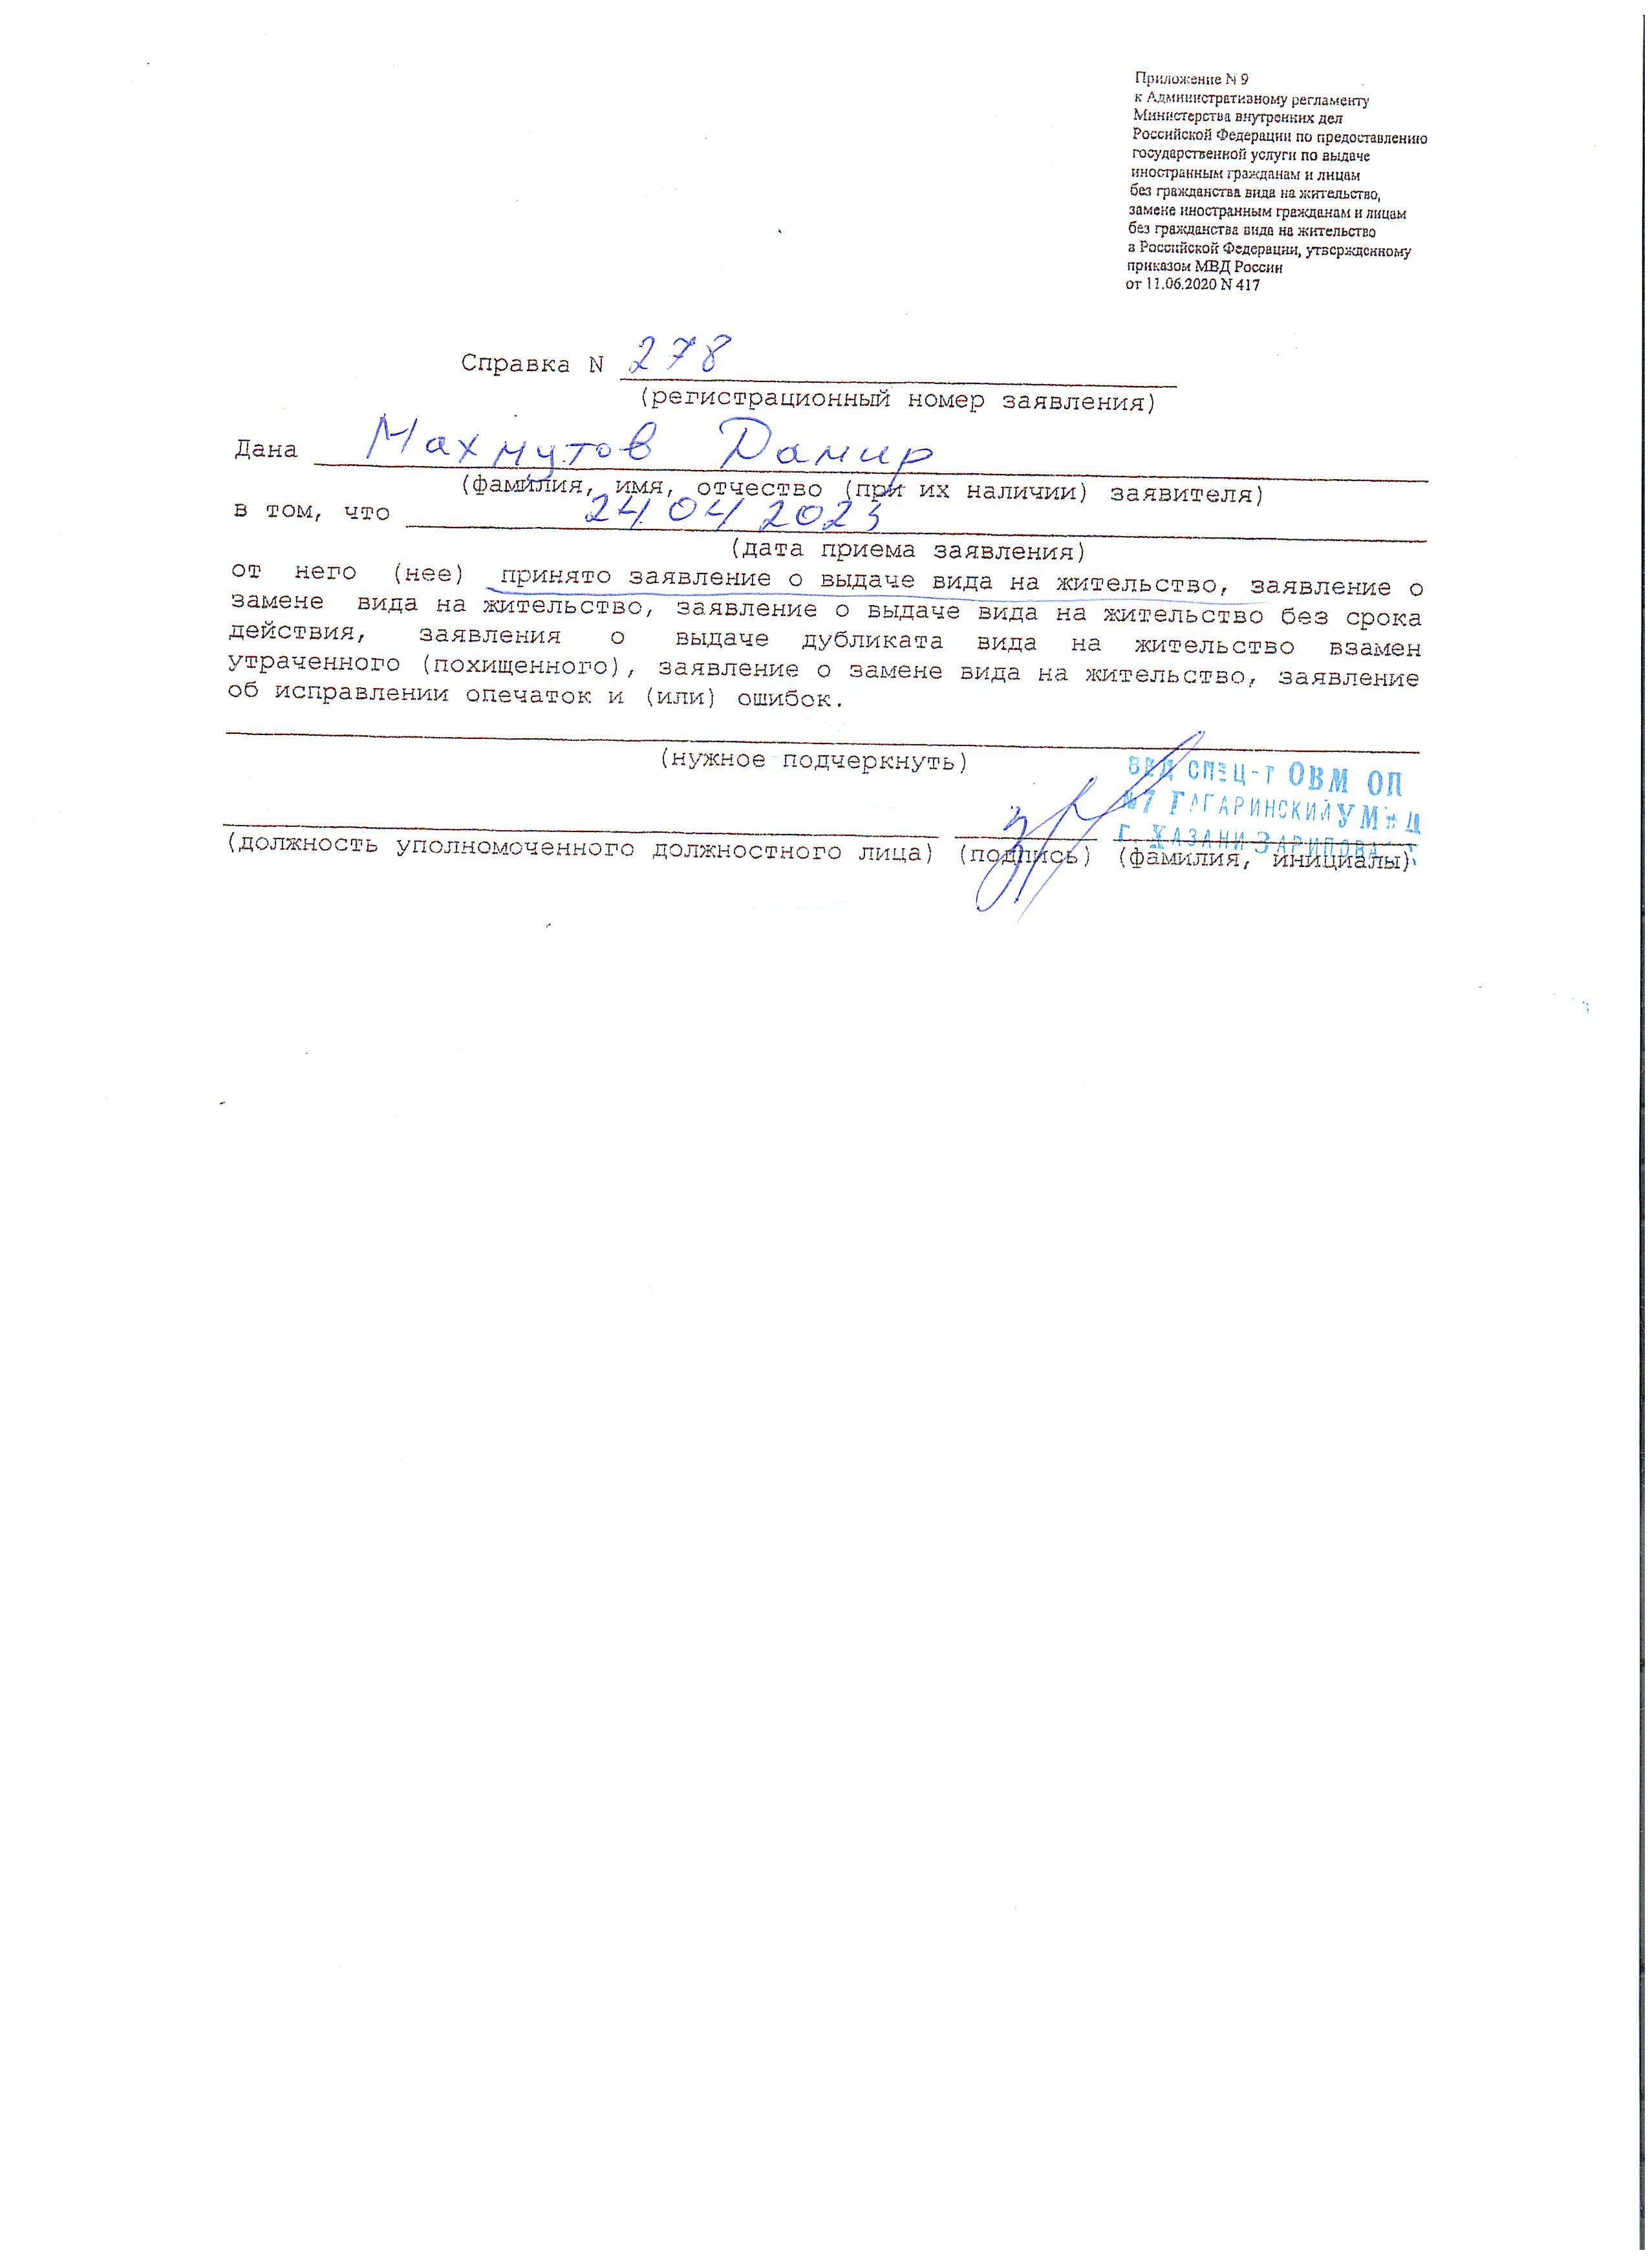 Приложение N 9
к Административному регламенту
Министерства внутренних дел
Российской Федерации по предоставлению
государственной услуги по выдаче
иностранным гражданам и лицам
без гражданства вида на жительство,
замене иностранным гражданам и лицам
без гражданства вида на жительство
в Российской Федерации, утвержденному
приказом МВД России
от 11.06.2020 N 417
Справка N 278
(регистрационный номер заявления)
Дана Махмутов Дамир
(фамилия, имя, отчество (при их наличии) заявителя)
в том, что 24.04 2023
(дата приема заявления)
от него (нее) принято заявление о выдаче вида на жительство, заявление о
замене вида на жительство, заявление о выдаче вида на жительство без срока
действия, заявления о выдаче дубликата вида на жительство взамен
утраченного (похищенного), заявление о замене вида на жительство, заявление
об исправлении опечаток и (или) ошибок.
(нужное подчеркнуть)
СПЕЦ-Т ОВМ ОП
№7 ГАГАРИНСКИЙ УМВД
Г. КАЗАНИ ЗАРИПОВА
(должность уполномоченного должностного лица) (подпись) (фамилия, инициалы)